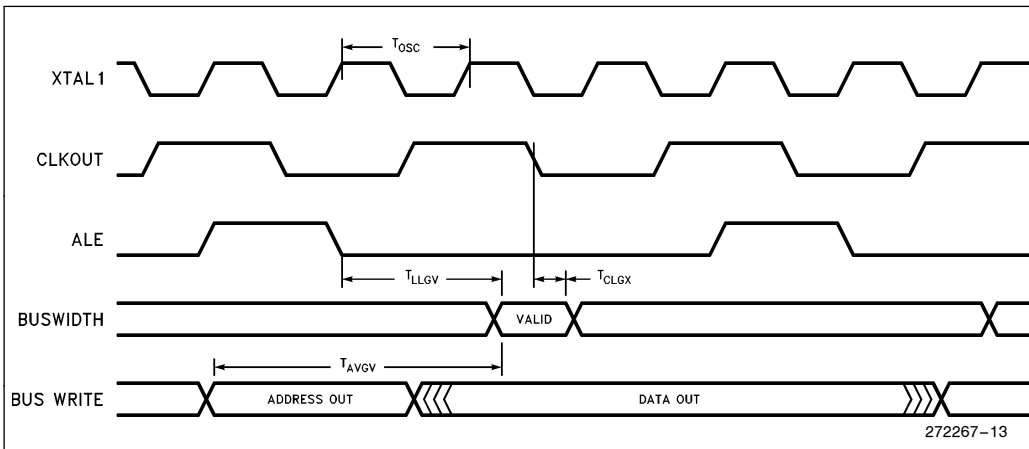 TOSC
XTAL1
CLKOUT
ALE
TLLGV
TCLGX
BUSWIDTH
VALID
TAVGV
BUS WRITE
ADDRESS OUT
DATA OUT
272267–13